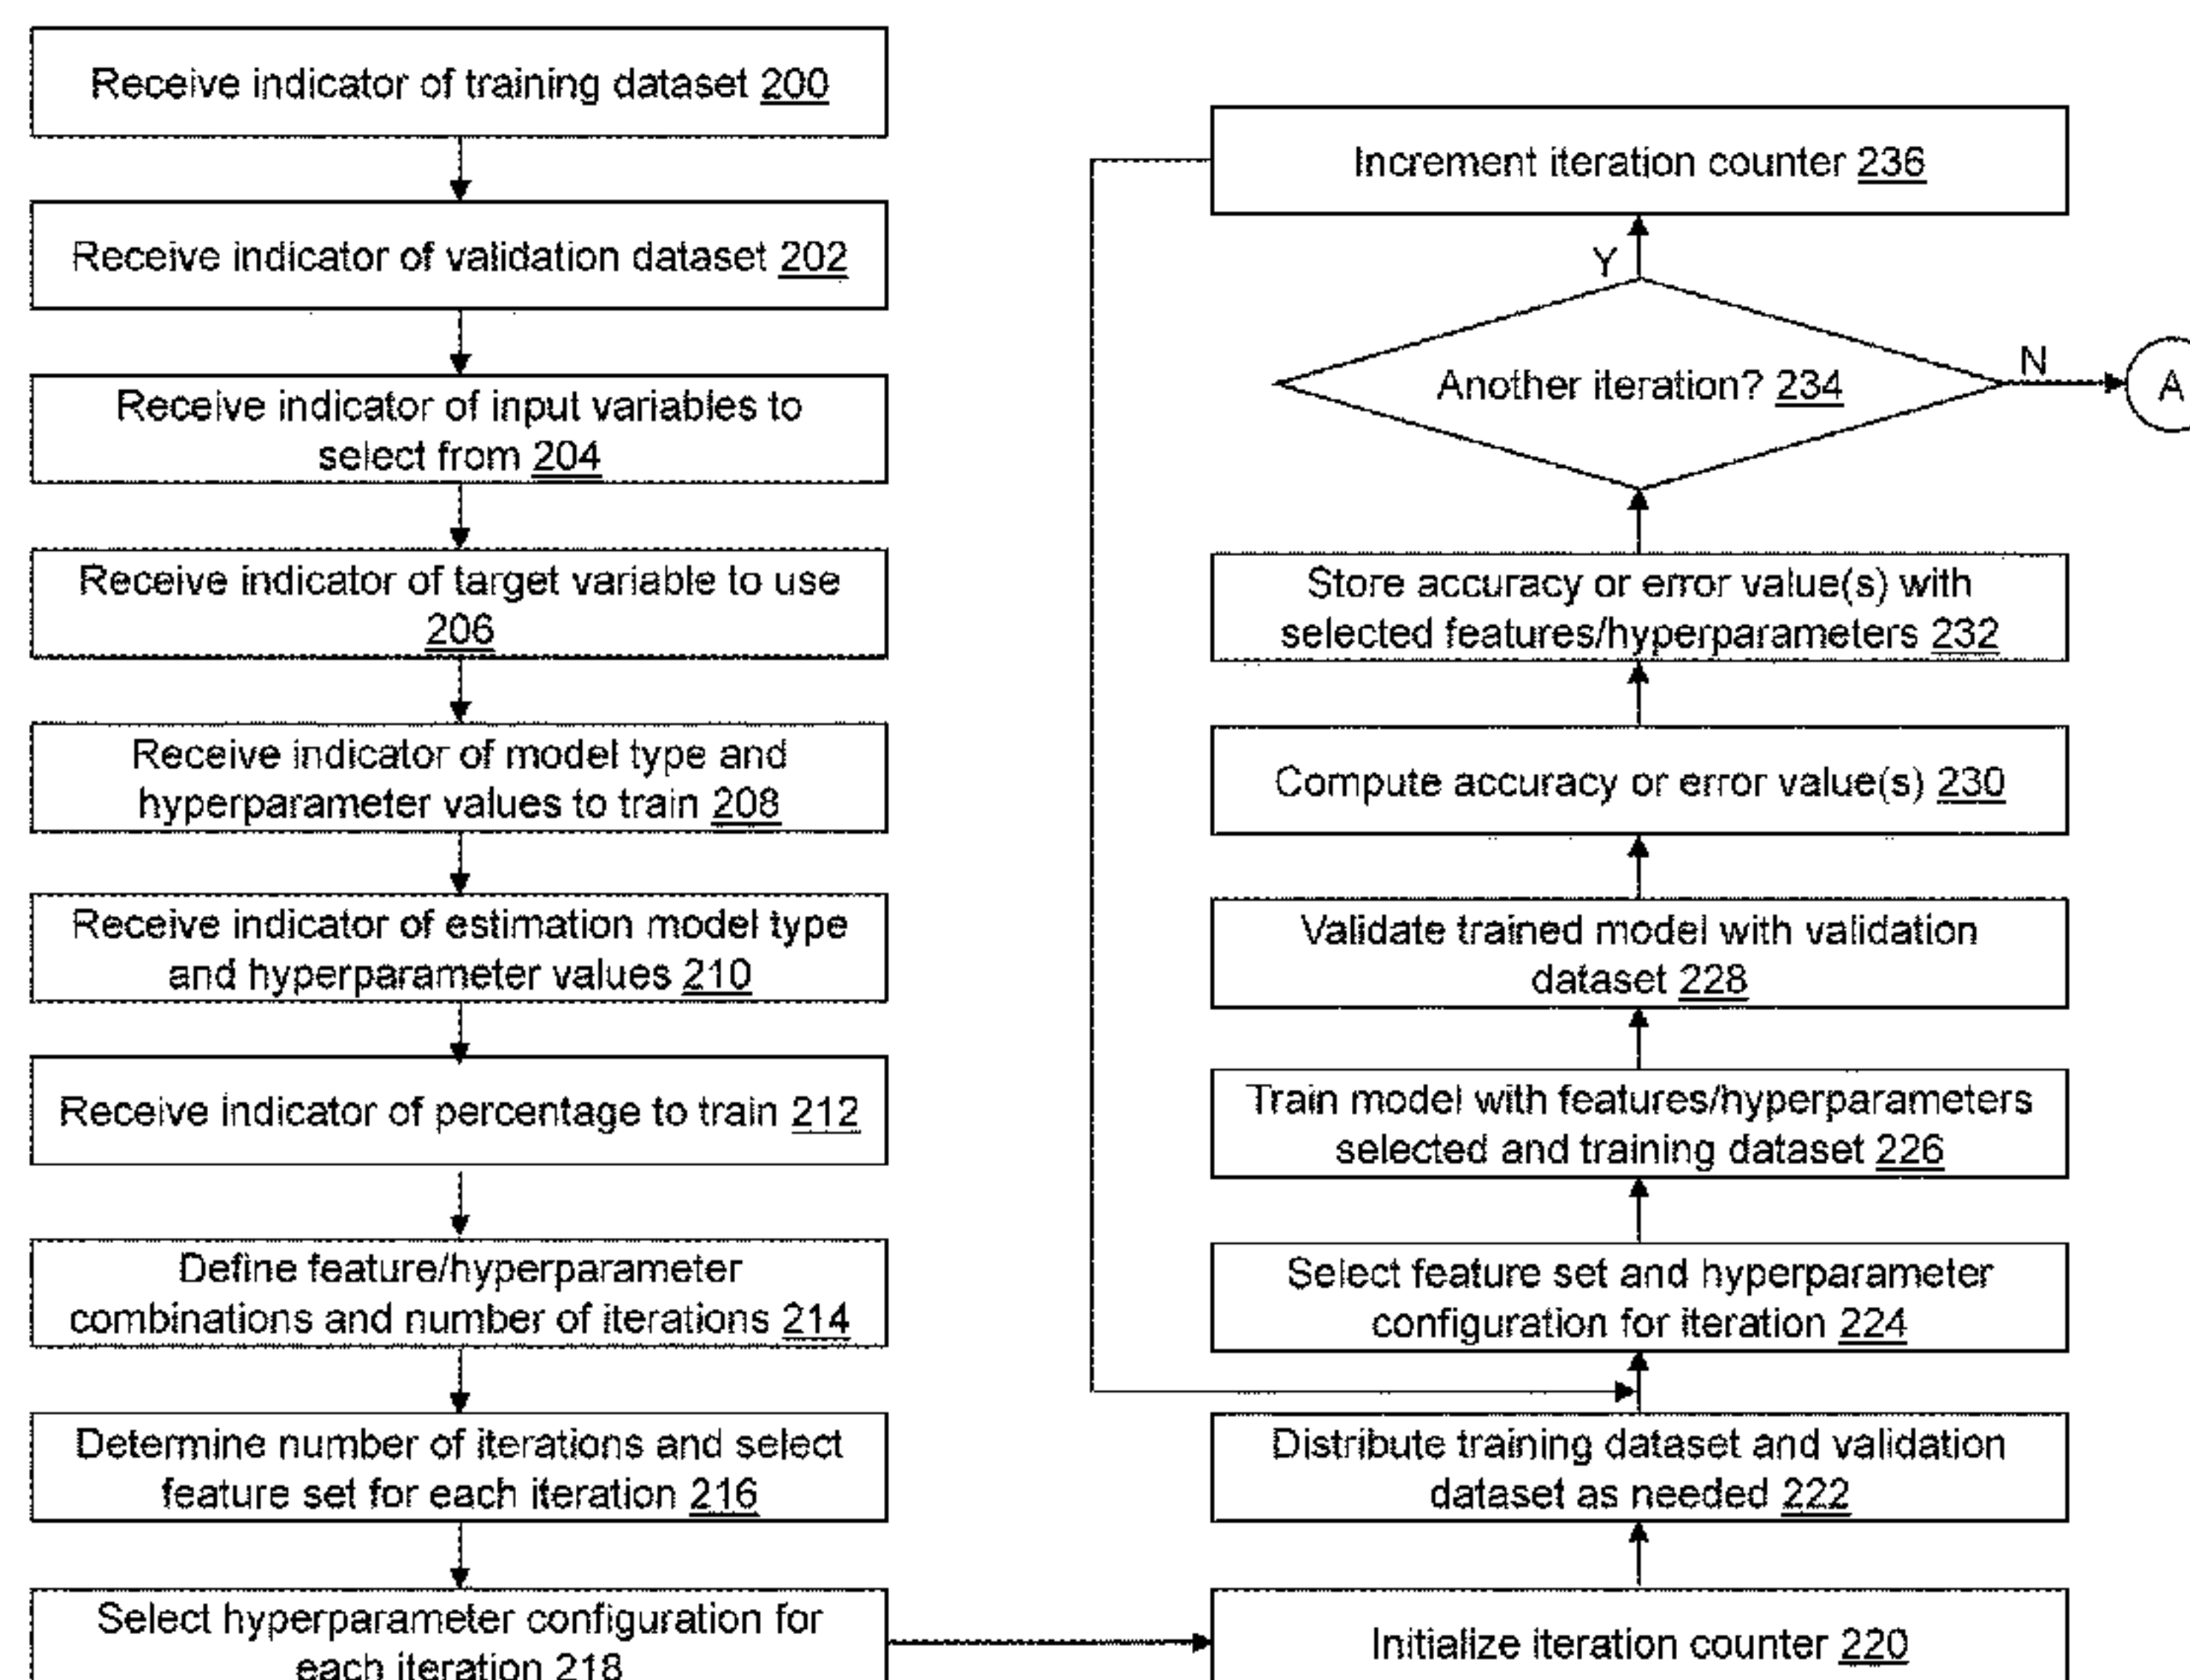 Receive indicator of training dataset 200
Receive indicator of validation dataset 202
Receive indicator of input variables to
select from 204
Receive indicator of target variable to use
206
Receive indicator of model type and
hyperparameter values to train 208
Receive indicator of estimation model type
and hyperparameter values 210
Receive indicator of percentage to train 212
Define feature/hyperparameter
combinations and number of iterations 214
Determine number of iterations and select
feature set for each iteration 216
Select hyperparameter configuration for
each iteration 218
Increment iteration counter 236
Y
Another iteration? 234
N
A
Store accuracy or error value(s) with
selected features/hyperparameters 232
Compute accuracy or error value(s) 230
Validate trained model with validation
dataset 228
Train model with features/hyperparameters
selected and training dataset 226
Select feature set and hyperparameter
configuration for iteration 224
Distribute training dataset and validation
dataset as needed 222
Initialize iteration counter 220